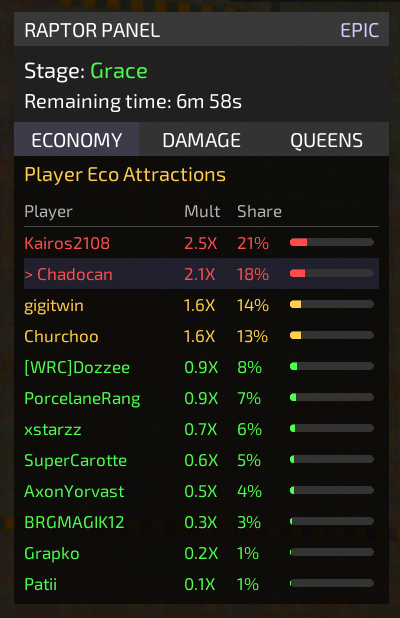 RAPTOR PANEL EPIC
Stage: Grace
Remaining time: 6m 58s
ECONOMY DAMAGE QUEENS
Player Eco Attractions
Player Mult Share
Kairos2108 2.5X 21%
> Chadocan 2.1X 18%
gigitwin 1.6X 14%
Churchoo 1.6X 13%
[WRC]Dozzee 0.9X 8%
PorcelaneRang 0.9X 7%
xstarzz 0.7X 6%
SuperCarotte 0.6X 5%
AxonYorvast 0.5X 4%
BRGMAGIK12 0.3X 3%
Grapko 0.2X 1%
Patii 0.1X 1%